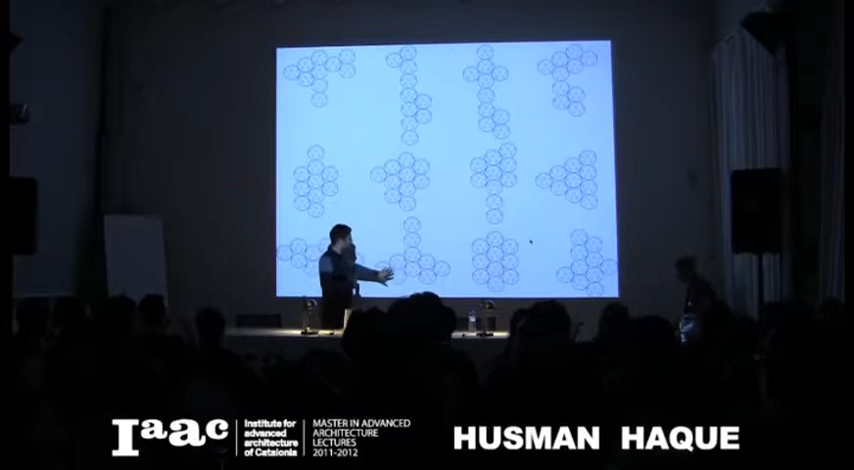 Iaac
Institute for
advanced
architecture
of Catalonia
MASTER IN ADVANCED
ARCHITECTURE
LECTURES
2011-2012
HUSMAN HAQUE